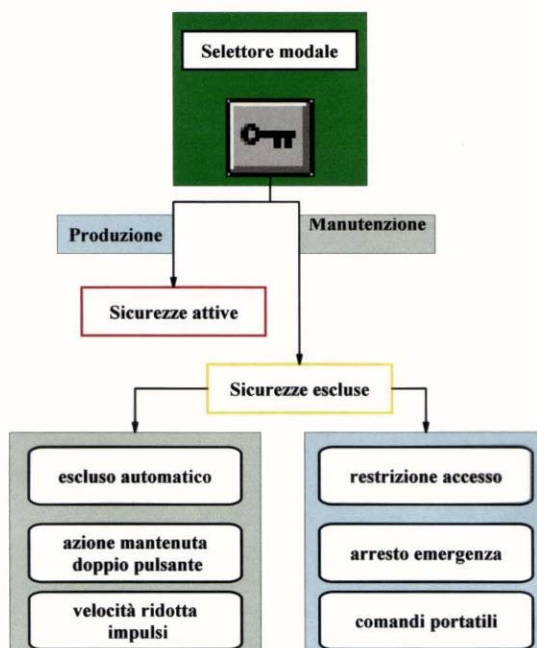 Selettore modale
Produzione
Manutenzione
Sicurezze attive
Sicurezze escluse
escluso automatico
azione mantenuta
doppio pulsante
velocità ridotta
impulsi
restrizione accesso
arresto emergenza
comandi portatili